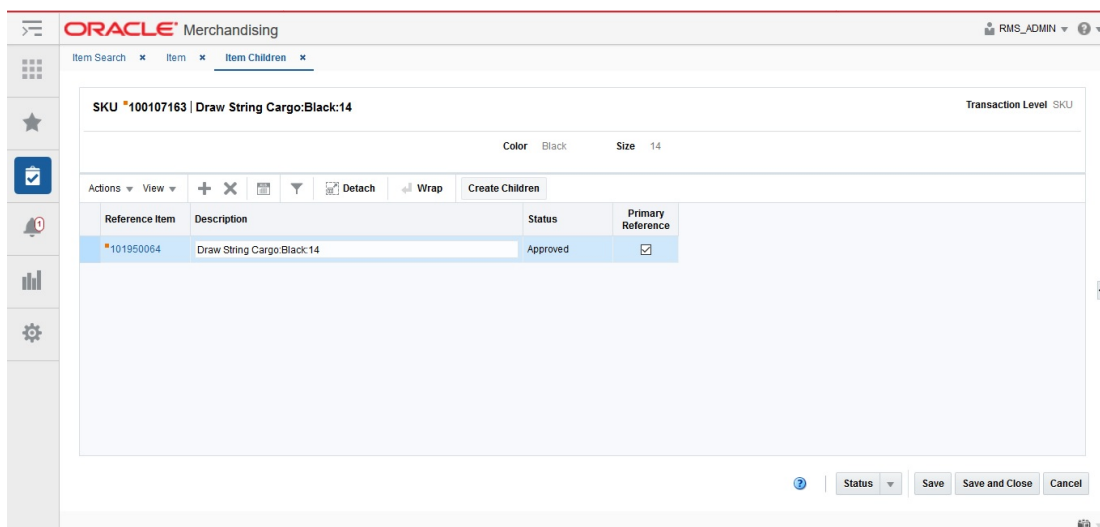 ORACLE® Merchandising RMS_ADMIN
Item Search Item Item Children
SKU 100107163 | Draw String Cargo:Black:14 Transaction Level SKU
Color Black Size 14
Actions View Detach Wrap Create Children
Reference Item Description Status Primary Reference
101950064 Draw String Cargo:Black:14 Approved
1
Status Save Save and Close Cancel